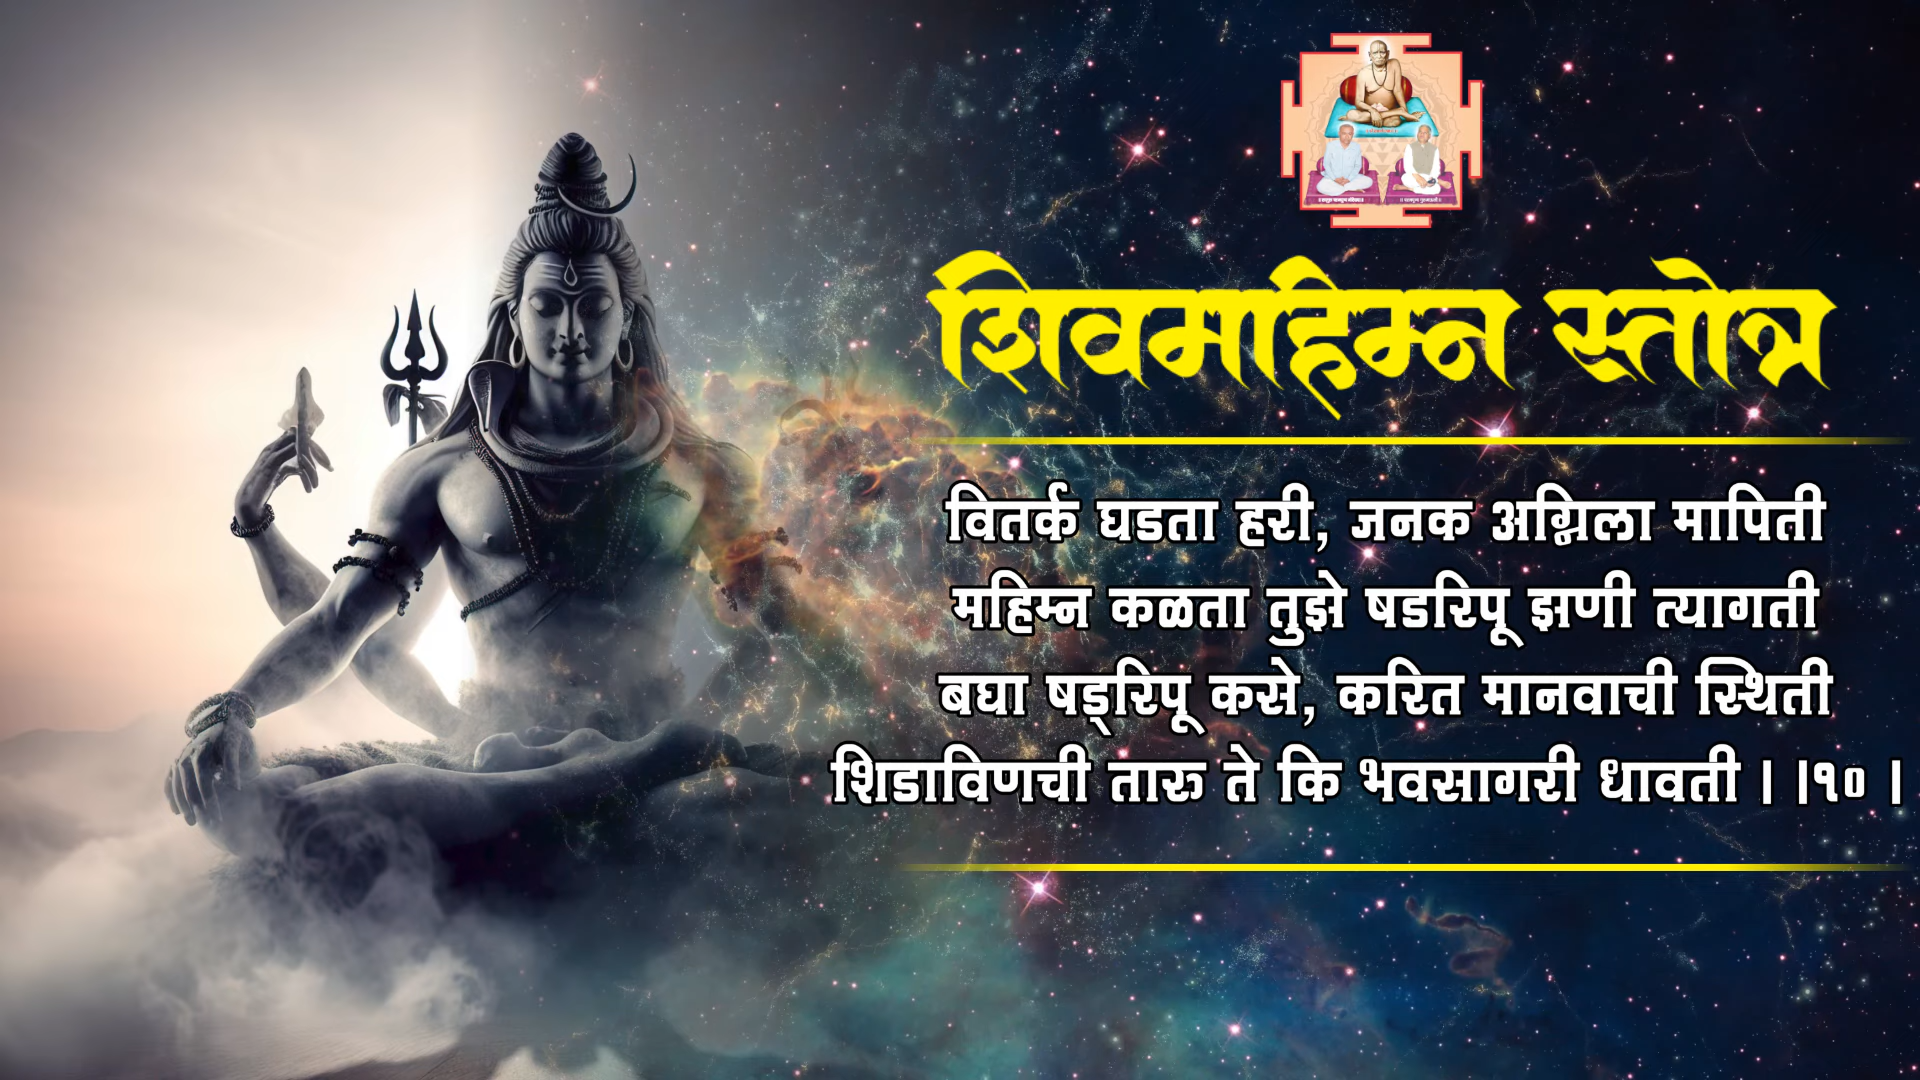 शिवमाहिम्न स्तोत्र
वितर्क घडता हरी, जनक अग्निला मापिती
महिम्न कळता तुझे षडरिपू झणी त्यागती
बघा षड्‌रिपू कसे, करित मानवाची स्थिती
शिडाविणची तारु ते कि भवसागरी धावती । ।१० ।